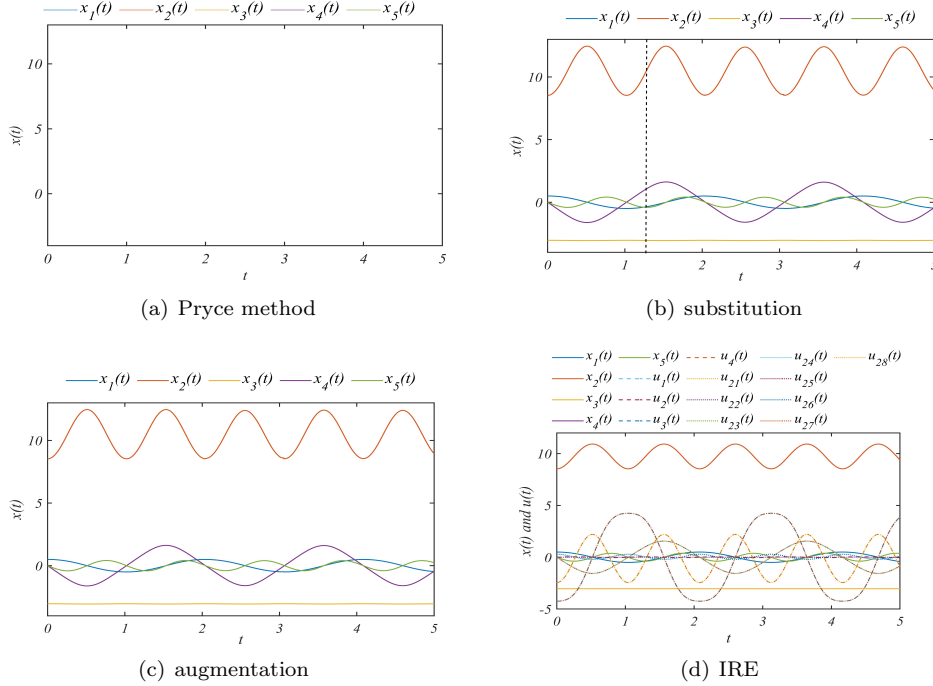 x1(t) x2(t) x3(t) x4(t) x5(t)
10
5
0
x(t)
0 1 2 3 4 5
t
(a) Pryce method
x1(t) x2(t) x3(t) x4(t) x5(t)
10
5
0
x(t)
0 1 2 3 4 5
t
(b) substitution
x1(t) x2(t) x3(t) x4(t) x5(t)
10
5
0
x(t)
0 1 2 3 4 5
t
(c) augmentation
x1(t) x5(t) u4(t) u24(t) u28(t)
x2(t) u1(t) u21(t) u25(t)
x3(t) u2(t) u22(t) u26(t)
x4(t) u3(t) u23(t) u27(t)
10
5
0
-5
x(t) and u(t)
0 1 2 3 4 5
t
(d) IRE